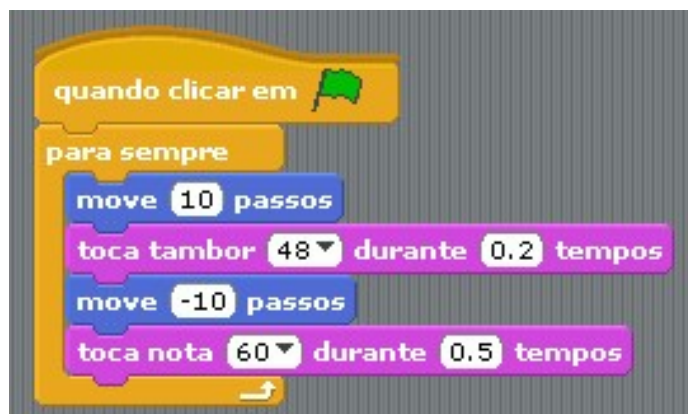 quando clicar em
para sempre
move 10 passos
toca tambor 48 durante 0.2 tempos
move -10 passos
toca nota 60 durante 0.5 tempos